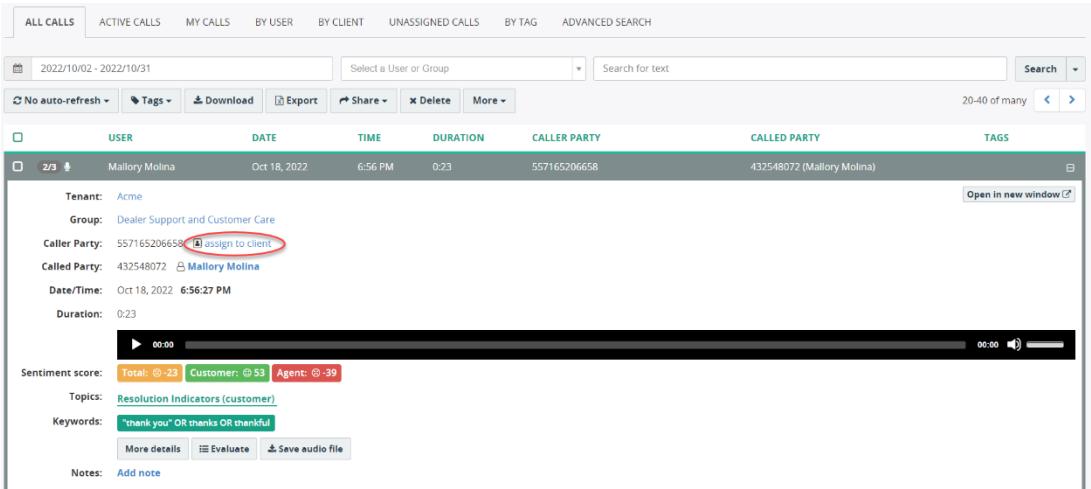 ALL CALLS ACTIVE CALLS MY CALLS BY USER BY CLIENT UNASSIGNED CALLS BY TAG ADVANCED SEARCH
2022/10/02 - 2022/10/31 Select a User or Group Search for text Search
No auto-refresh Tags Download Export Share Delete More 20-40 of many
USER DATE TIME DURATION CALLER PARTY CALLED PARTY TAGS
2/3 Mallory Molina Oct 18, 2022 6:56 PM 0:23 557165206658 432548072 (Mallory Molina)
Tenant: Acme Open in new window
Group: Dealer Support and Customer Care
Caller Party: 557165206658 assign to client
Called Party: 432548072 Mallory Molina
Date/Time: Oct 18, 2022 6:56:27 PM
Duration: 0:23
00:00 00:00
Sentiment score: Total: -23 Customer: 53 Agent: -39
Topics: Resolution Indicators (customer)
Keywords: "thank you" OR thanks OR thankful
More details Evaluate Save audio file
Notes: Add note